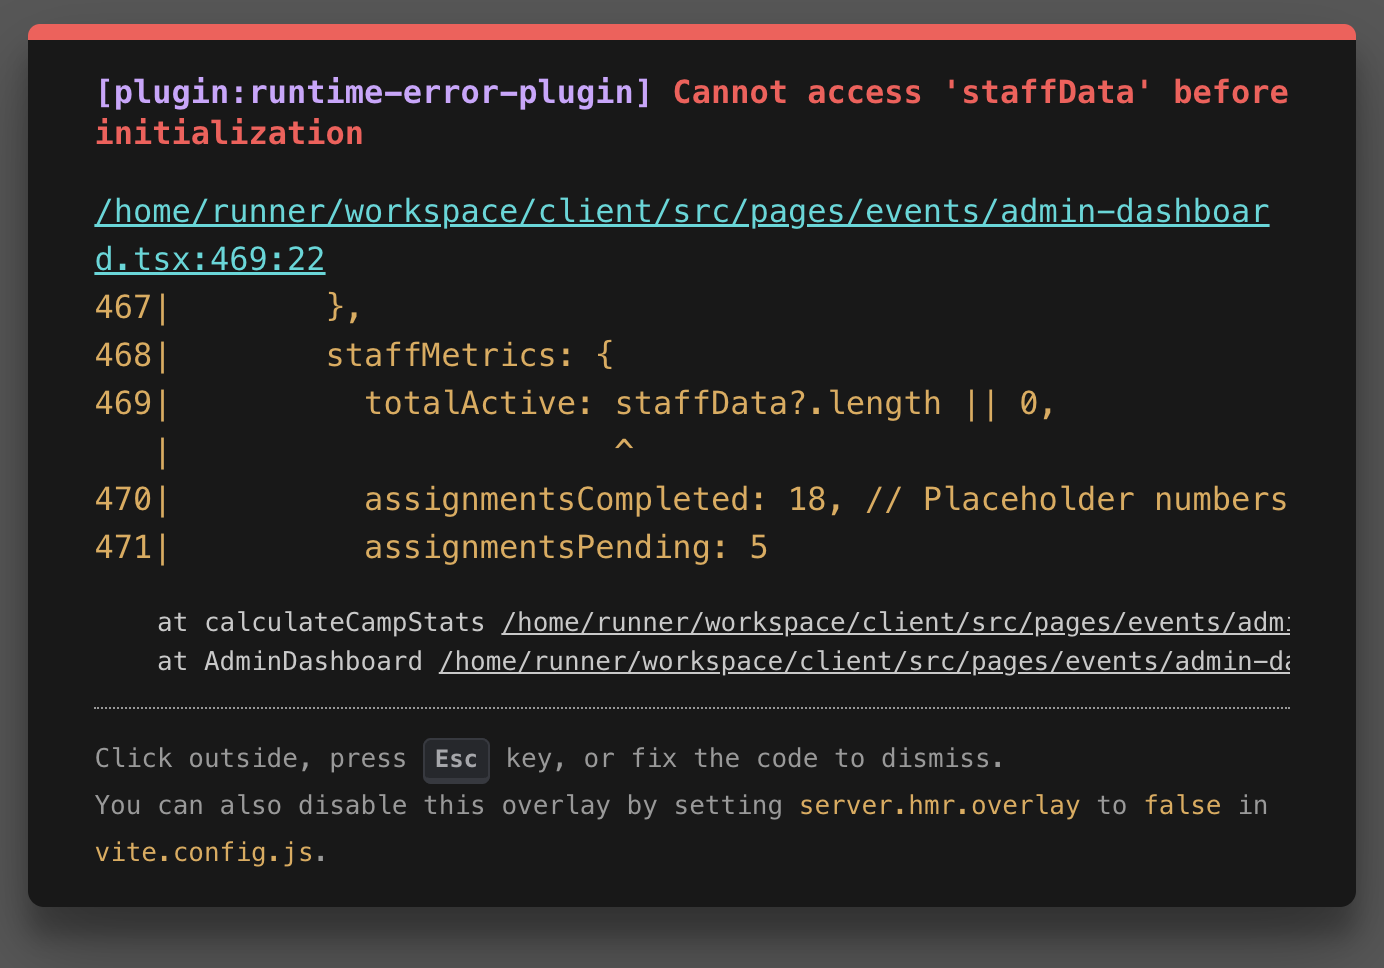 [plugin:runtime-error-plugin] Cannot access 'staffData' before
initialization
/home/runner/workspace/client/src/pages/events/admin-dashboar
d.tsx:469:22
467|        },
468|        staffMetrics: {
469|          totalActive: staffData?.length || 0,
   |                       ^
470|          assignmentsCompleted: 18, // Placeholder numbers
471|          assignmentsPending: 5
at calculateCampStats /home/runner/workspace/client/src/pages/events/admi
at AdminDashboard /home/runner/workspace/client/src/pages/events/admin-da
Click outside, press Esc key, or fix the code to dismiss.
You can also disable this overlay by setting server.hmr.overlay to false in
vite.config.js.